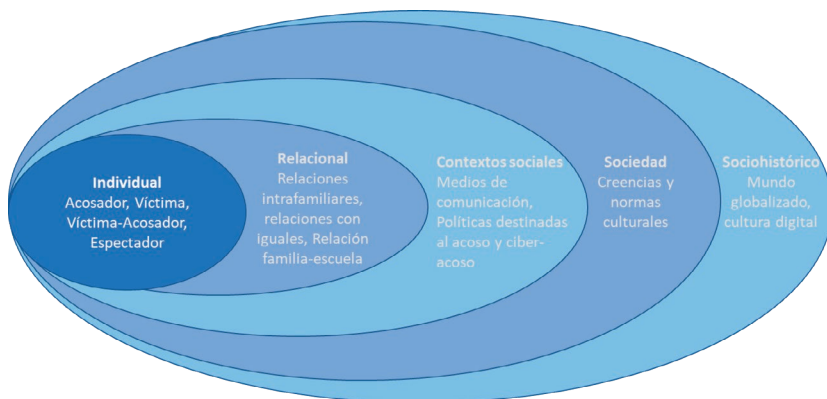 Individual
Acosador, Víctima,
Víctima-Acosador,
Espectador
Relacional
Relaciones
intrafamiliares,
relaciones con
iguales, Relación
familia-escuela
Contextos sociales
Medios de
comunicación,
Políticas destinadas
al acoso y ciber-
acoso
Sociedad
Creencias y
normas
culturales
Sociohistórico
Mundo
globalizado,
cultura digital